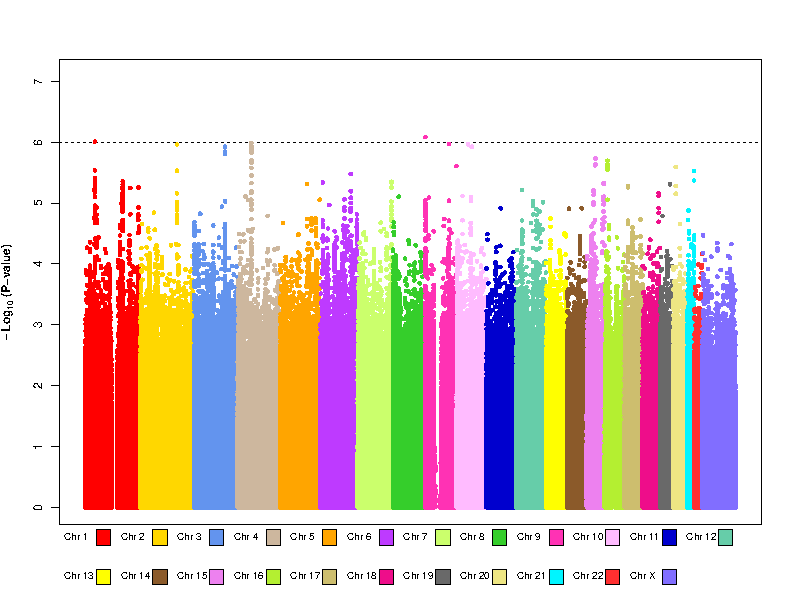 7
6
5
4
3
2
1
0
−Log10 (P−value)
Chr 1 Chr 2 Chr 3 Chr 4 Chr 5 Chr 6 Chr 7 Chr 8 Chr 9 Chr 10 Chr 11 Chr 12
Chr 13 Chr 14 Chr 15 Chr 16 Chr 17 Chr 18 Chr 19 Chr 20 Chr 21 Chr 22 Chr X